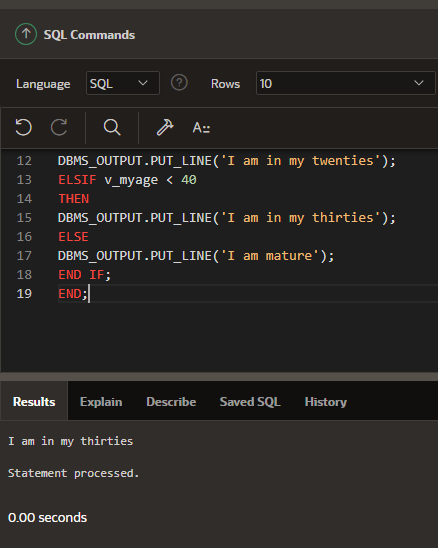 SQL Commands
Language SQL ? Rows 10
A::
12 DBMS_OUTPUT.PUT_LINE('I am in my twenties');
13 ELSIF v_myage < 40
14 THEN
15 DBMS_OUTPUT.PUT_LINE('I am in my thirties');
16 ELSE
17 DBMS_OUTPUT.PUT_LINE('I am mature');
18 END IF;
19 END;
Results Explain Describe Saved SQL History
I am in my thirties
Statement processed.
0.00 seconds